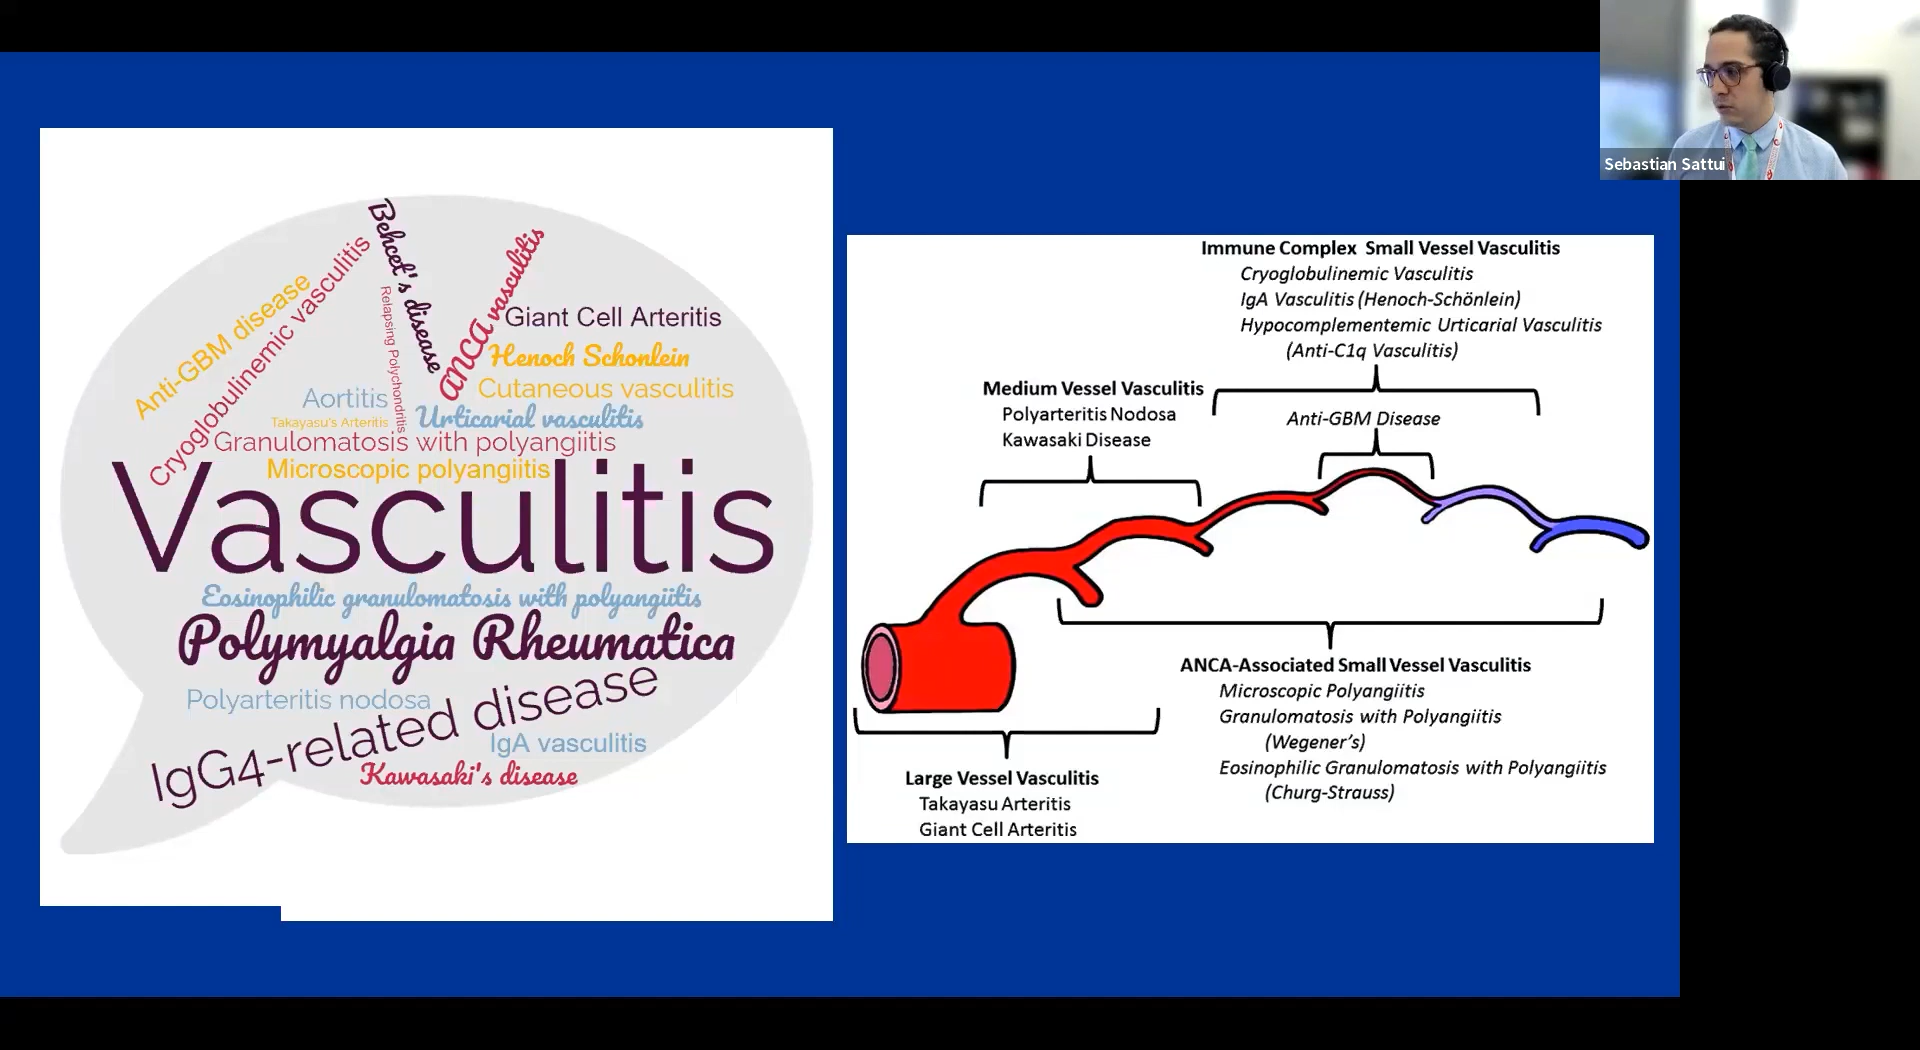 Sebastian Sattui
Behcet's disease
ANCA vasculitis
Cryoglobulinemic vasculitis
Anti-GBM disease
Relapsing Polychondritis
Giant Cell Arteritis
Henoch Schonlein
Cutaneous vasculitis
Aortitis
Urticarial vasculitis
Takayasu's Arteritis
Granulomatosis with polyangiitis
Microscopic polyangiitis
Vasculitis
Eosinophilic granulomatosis with polyangiitis
Polymyalgia Rheumatica
IgG4-related disease
Polyarteritis nodosa
IgA vasculitis
Kawasaki's disease
Immune Complex Small Vessel Vasculitis
Cryoglobulinemic Vasculitis
IgA Vasculitis (Henoch-Schönlein)
Hypocomplementemic Urticarial Vasculitis
(Anti-C1q Vasculitis)
Medium Vessel Vasculitis
Polyarteritis Nodosa
Kawasaki Disease
Anti-GBM Disease
ANCA-Associated Small Vessel Vasculitis
Microscopic Polyangiitis
Granulomatosis with Polyangiitis
(Wegener's)
Eosinophilic Granulomatosis with Polyangiitis
(Churg-Strauss)
Large Vessel Vasculitis
Takayasu Arteritis
Giant Cell Arteritis